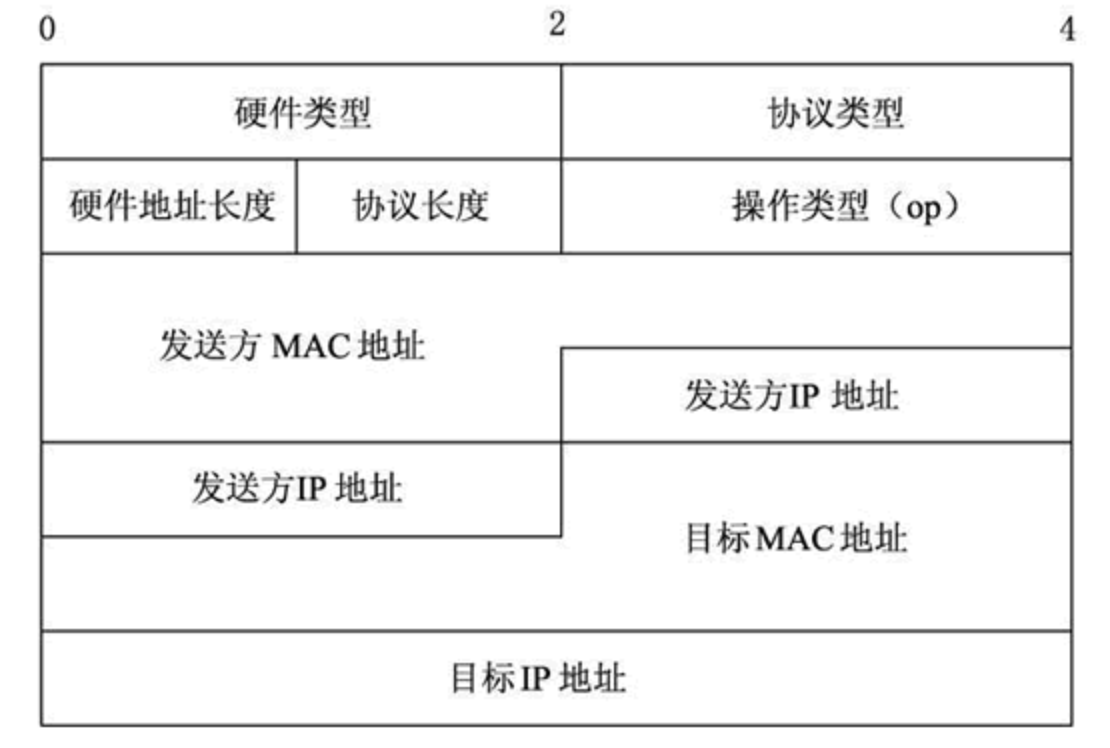 0 2 4
硬件类型 协议类型
硬件地址长度 协议长度 操作类型（op）
发送方 MAC 地址
发送方IP 地址
发送方IP 地址
目标MAC地址
目标IP地址